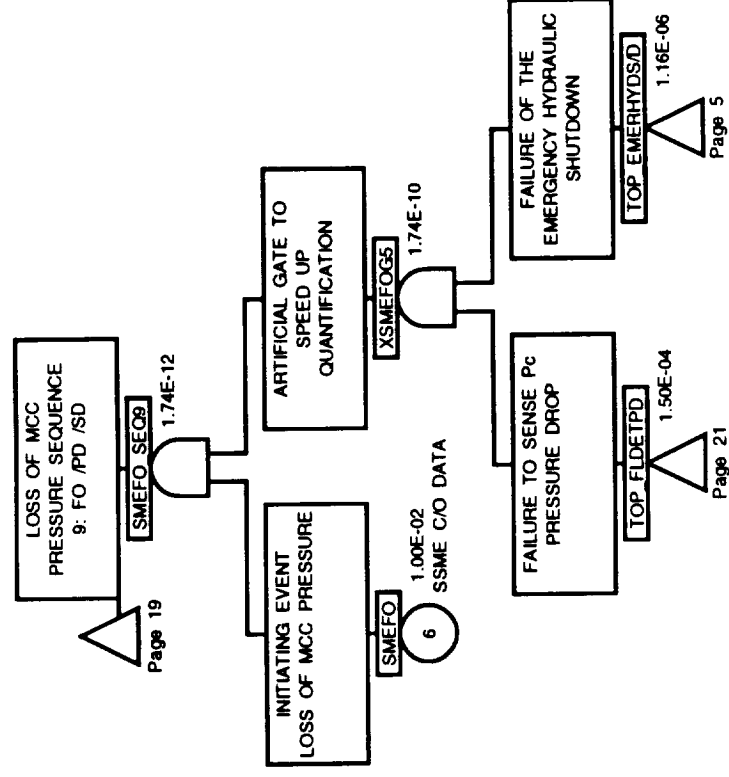 LOSS OF MCC
PRESSURE SEQUENCE
9: FO /PD /SD
SMEFO SEQ9
1.74E-12
Page 19
INITIATING EVENT
LOSS OF MCC PRESSURE
SMEFO
6
1.00E-02
SSME C/O DATA
ARTIFICIAL GATE TO
SPEED UP
QUANTIFICATION
XSMEFOG5
1.74E-10
FAILURE TO SENSE Pc
PRESSURE DROP
TOP FLDETPD
1.50E-04
Page 21
FAILURE OF THE
EMERGENCY HYDRAULIC
SHUTDOWN
TOP EMERHYDS/D
1.16E-06
Page 5